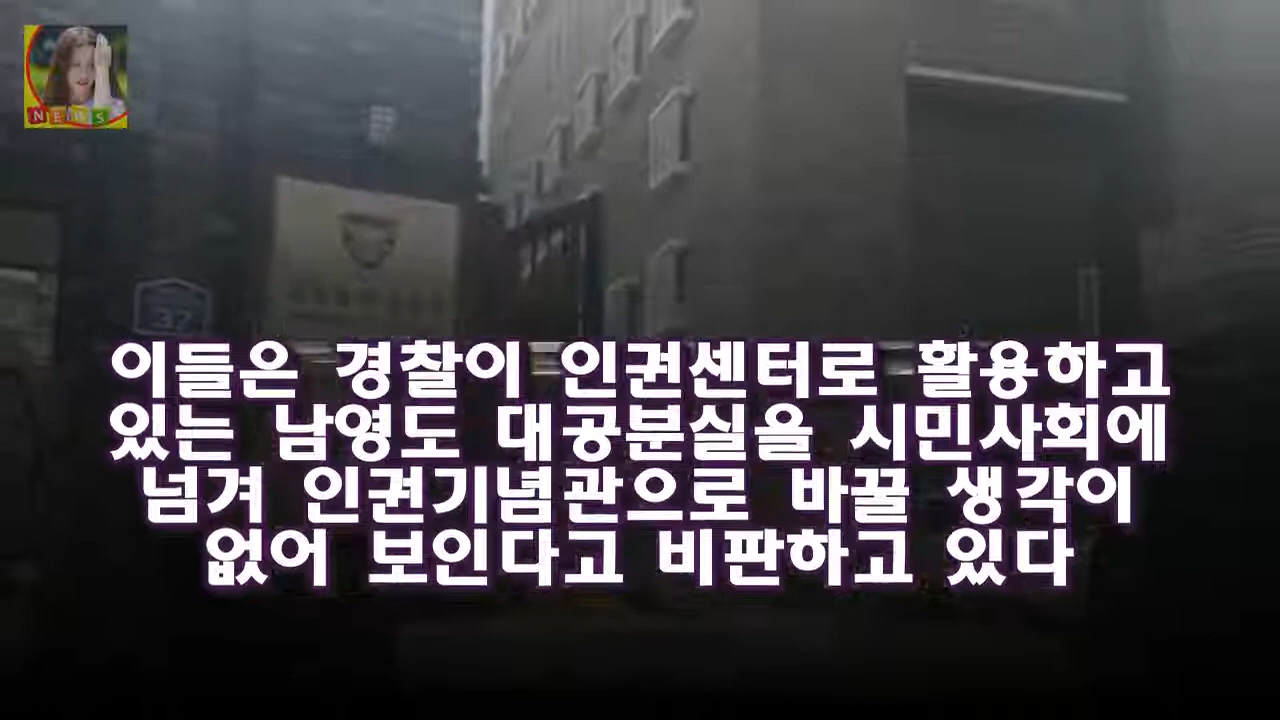 NEWS
37
이들은 경찰이 인권센터로 활용하고
있는 남영도 대공분실을 시민사회에
넘겨 인권기념관으로 바꿀 생각이
없어 보인다고 비판하고 있다